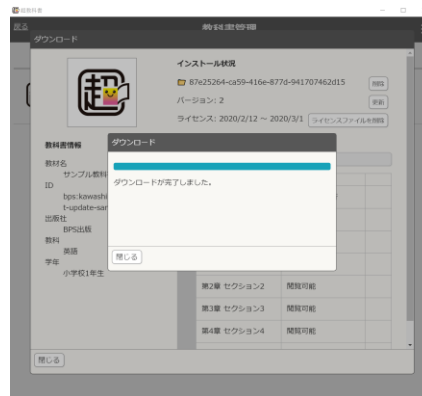 戻る
教科書管理
ダウンロード
超
インストール状況
87e25264-ca59-416e-877d-941707462d15
削除
バージョン: 2
更新
ライセンス: 2020/2/12 ～ 2020/3/1
ライセンスファイルを削除
教科書情報
教材名
サンプル教科
ID
bps:kawashi
t-update-sar
出版社
BPS出版
教科
英語
学年
小学校1年生
ダウンロード
ダウンロードが完了しました。
閉じる
第2章 セクション2 閲覧可能
第3章 セクション3 閲覧可能
第4章 セクション4 閲覧可能
閉じる